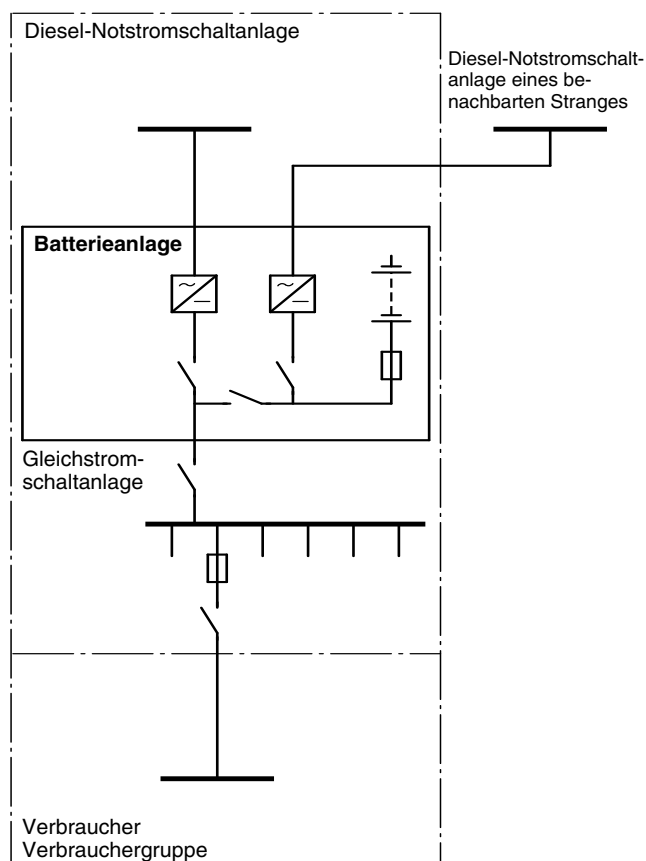 Diesel-Notstromschaltanlage
Diesel-Notstromschalt-
anlage eines be-
nachbarten Stranges
Batterieanlage
Gleichstrom-
schaltanlage
Verbraucher
Verbrauchergruppe